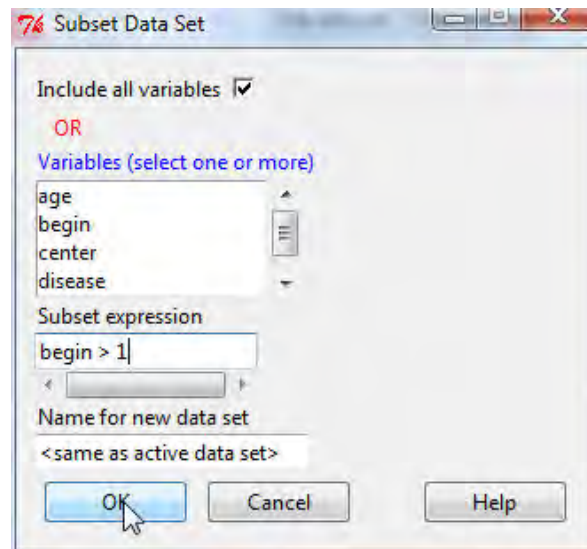 Subset Data Set
Include all variables
OR
Variables (select one or more)
age
begin
center
disease
Subset expression
begin > 1
Name for new data set
<same as active data set>
OK Cancel Help